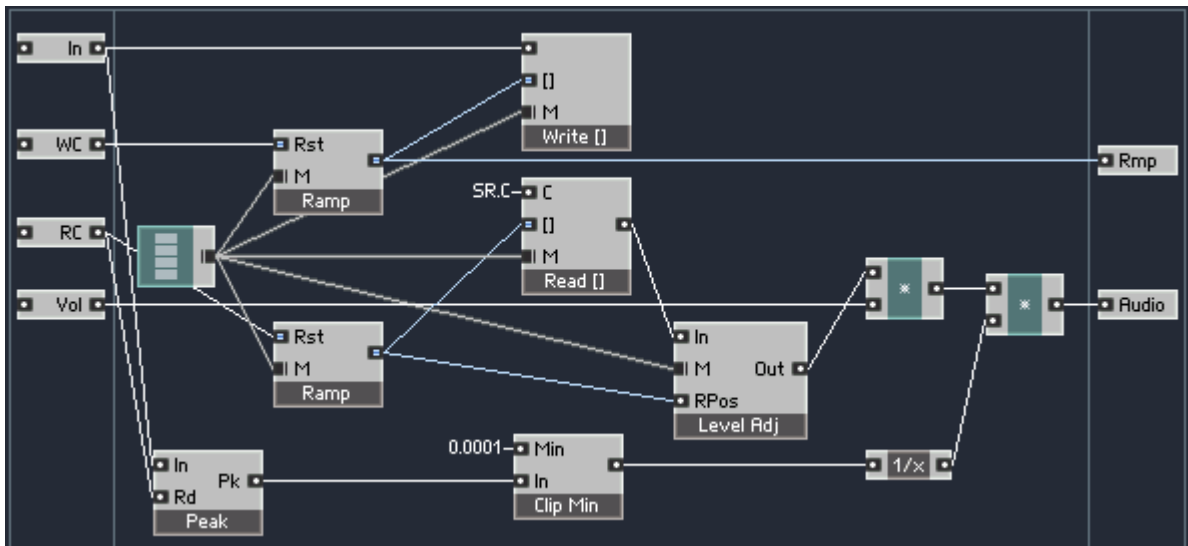 In
WC
RC
Vol
Rst
M
Ramp
[]
M
Write []
SR.C
C
[]
M
Read []
Rst
M
Ramp
In
M
Out
RPos
Level Adj
*
*
Rmp
Audio
In
Pk
Rd
Peak
0.0001
Min
In
Clip Min
1/x